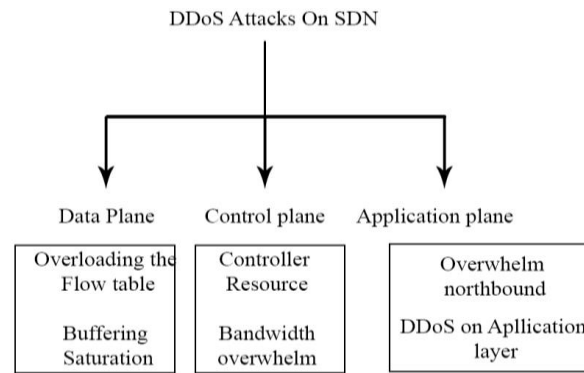 DDoS Attacks On SDN
Data Plane
Control plane
Application plane
Overloading the
Flow table
Buffering
Saturation
Controller
Resource
Bandwidth
overwhelm
Overwhelm
northbound
DDoS on Apllication
layer